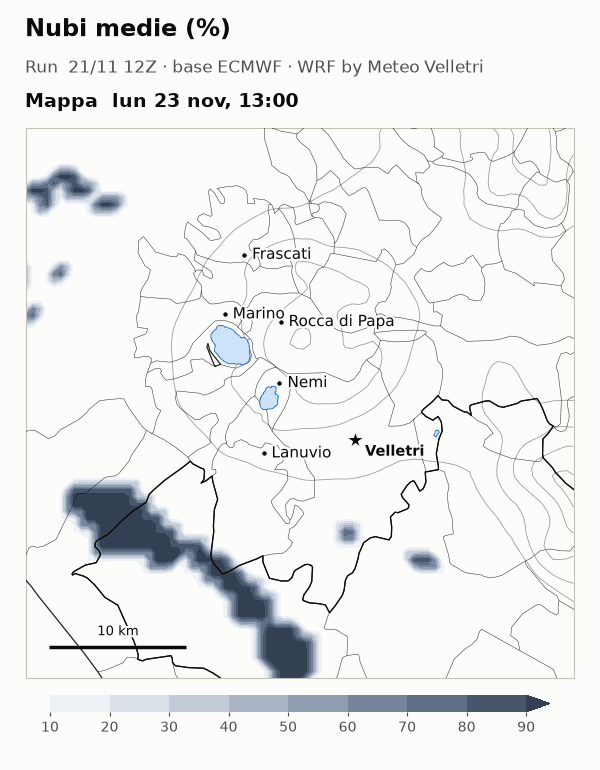 Nubi medie (%)
Run  21/11 12Z · base ECMWF · WRF by Meteo Velletri
Mappa  lun 23 nov, 13:00
Frascati
Marino
Rocca di Papa
Nemi
Velletri
Lanuvio
10 km
10 20 30 40 50 60 70 80 90